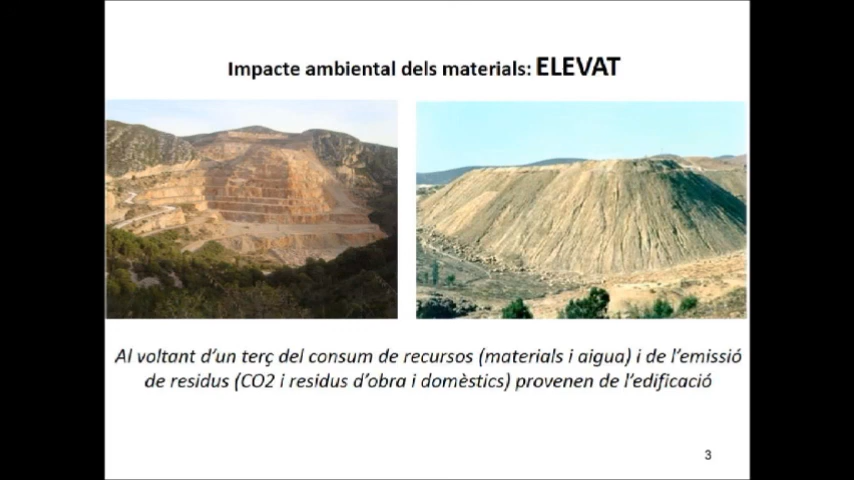 Impacte ambiental dels materials: ELEVAT
Al voltant d'un terç del consum de recursos (materials i aigua) i de l'emissió
de residus (CO2 i residus d'obra i domèstics) provenen de l'edificació
3